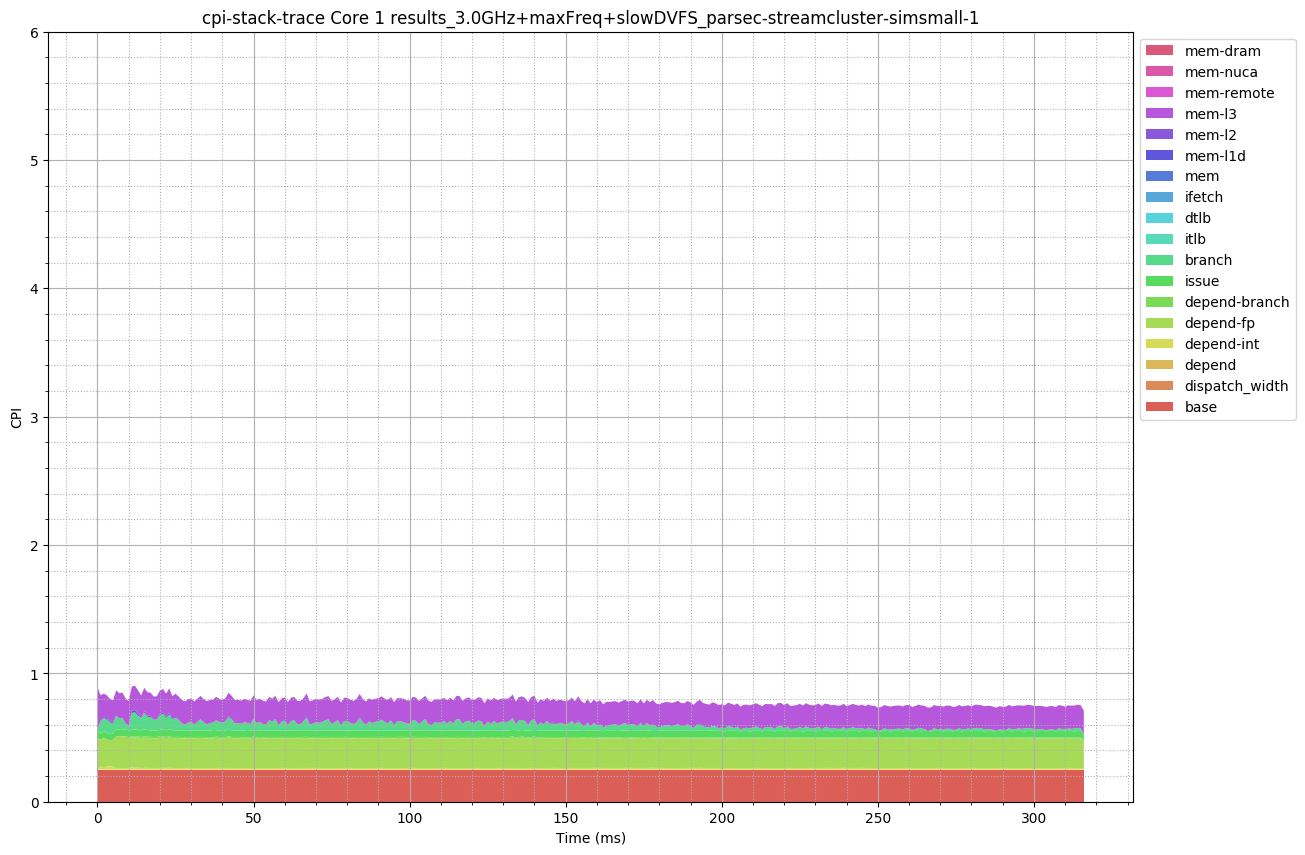 cpi-stack-trace Core 1 results_3.0GHz+maxFreq+slowDVFS_parsec-streamcluster-simsmall-1
6
5
4
3
2
1
0
CPI
0
50
100
150
200
250
300
Time (ms)
mem-dram
mem-nuca
mem-remote
mem-l3
mem-l2
mem-l1d
mem
ifetch
dtlb
itlb
branch
issue
depend-branch
depend-fp
depend-int
depend
dispatch_width
base